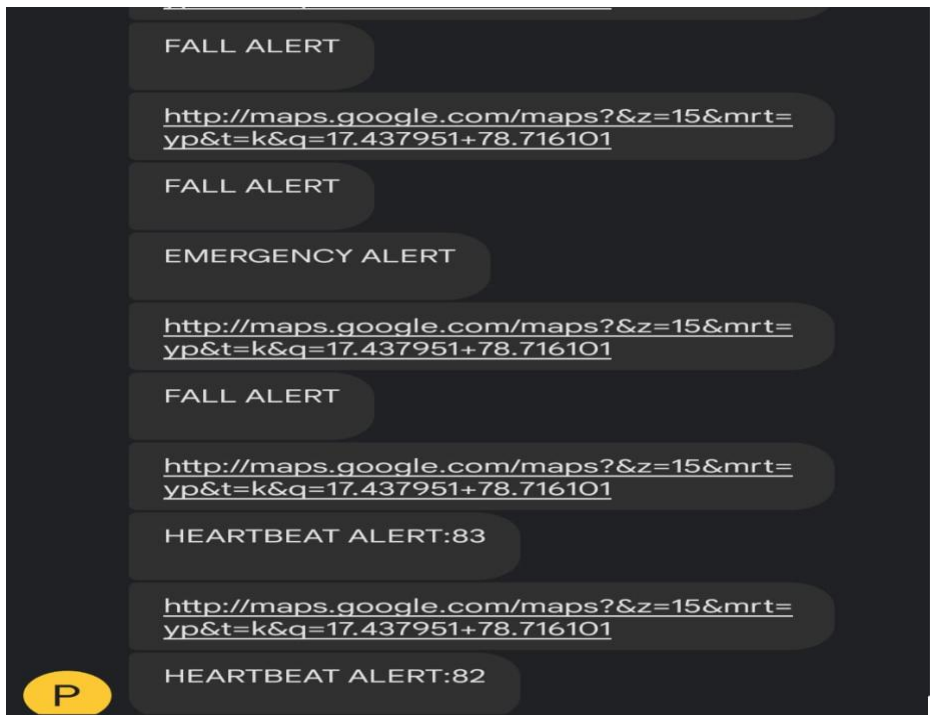 FALL ALERT
http://maps.google.com/maps?&z=15&mrt=
yp&t=k&q=17.437951+78.716101
FALL ALERT
EMERGENCY ALERT
http://maps.google.com/maps?&z=15&mrt=
yp&t=k&q=17.437951+78.716101
FALL ALERT
http://maps.google.com/maps?&z=15&mrt=
yp&t=k&q=17.437951+78.716101
HEARTBEAT ALERT:83
http://maps.google.com/maps?&z=15&mrt=
yp&t=k&q=17.437951+78.716101
HEARTBEAT ALERT:82
P